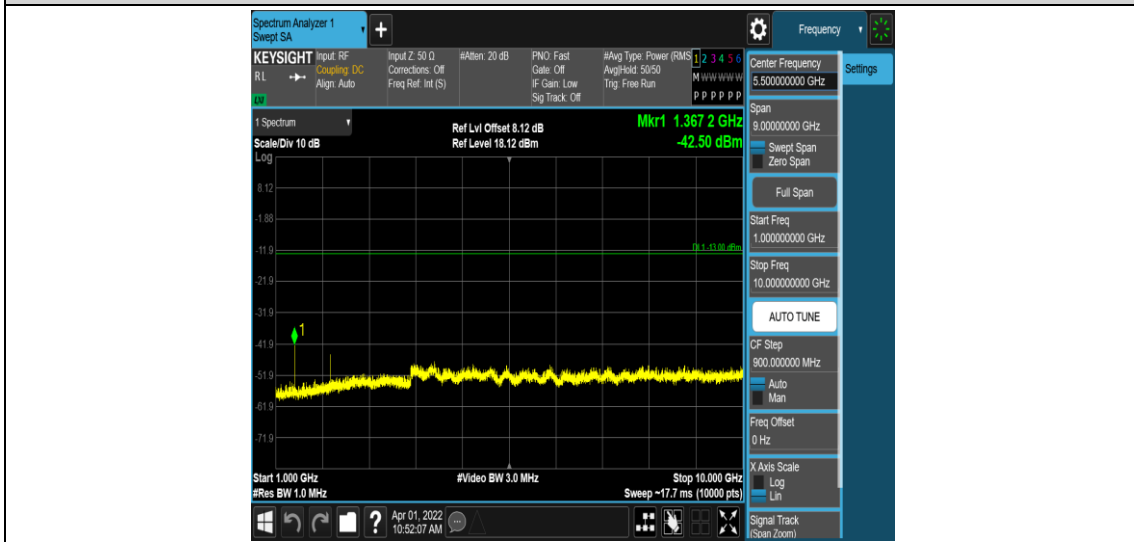 Spectrum Analyzer 1
Swept SA
+
Frequency
KEYSIGHT
RL
LXI
Input: RF
Coupling: DC
Align: Auto
Input Z: 50 Ω
Corrections: Off
Freq Ref: Int (S)
#Atten: 20 dB
PNO: Fast
Gate: Off
IF Gain: Low
Sig Track: Off
#Avg Type: Power (RMS
Avg|Hold: 50/50
Trig: Free Run
1 2 3 4 5 6
M W W W W W
P P P P P P
Center Frequency
5.500000000 GHz
Settings
Span
9.00000000 GHz
Swept Span
Zero Span
Full Span
Start Freq
1.000000000 GHz
Stop Freq
10.000000000 GHz
AUTO TUNE
CF Step
900.000000 MHz
Auto
Man
Freq Offset
0 Hz
X Axis Scale
Log
Lin
Signal Track
(Span Zoom)
1 Spectrum
Scale/Div 10 dB
Log
Ref Lvl Offset 8.12 dB
Ref Level 18.12 dBm
Mkr1 1.367 2 GHz
-42.50 dBm
8.12
-1.88
-11.9
DL1 -13.00 dBm
-21.9
-31.9
1
-41.9
-51.9
-61.9
-71.9
Start 1.000 GHz
#Res BW 1.0 MHz
#Video BW 3.0 MHz
Stop 10.000 GHz
Sweep ~17.7 ms (10000 pts)
?
Apr 01, 2022
10:52:07 AM